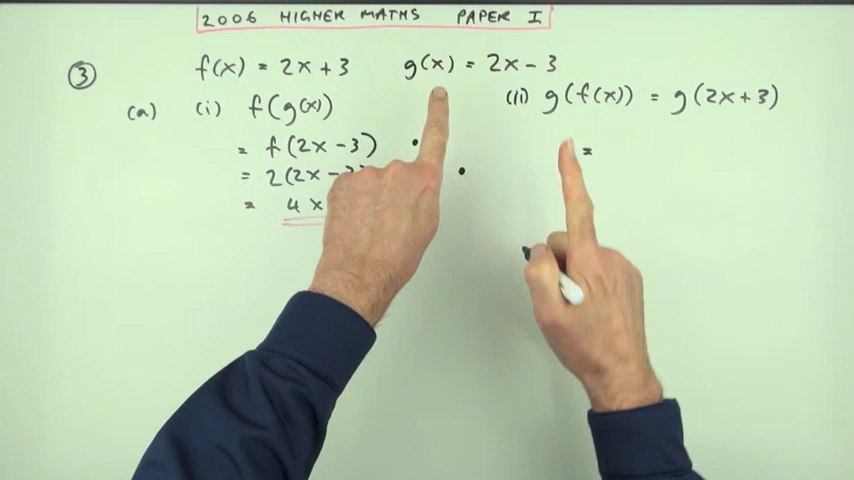 2006 HIGHER MATHS PAPER I
③ f(x) = 2x + 3 g(x) = 2x - 3
(a) (i) f(g(x))
= f(2x - 3)
= 2(2x -
= 4x
(ii) g(f(x)) = g(2x + 3)
=